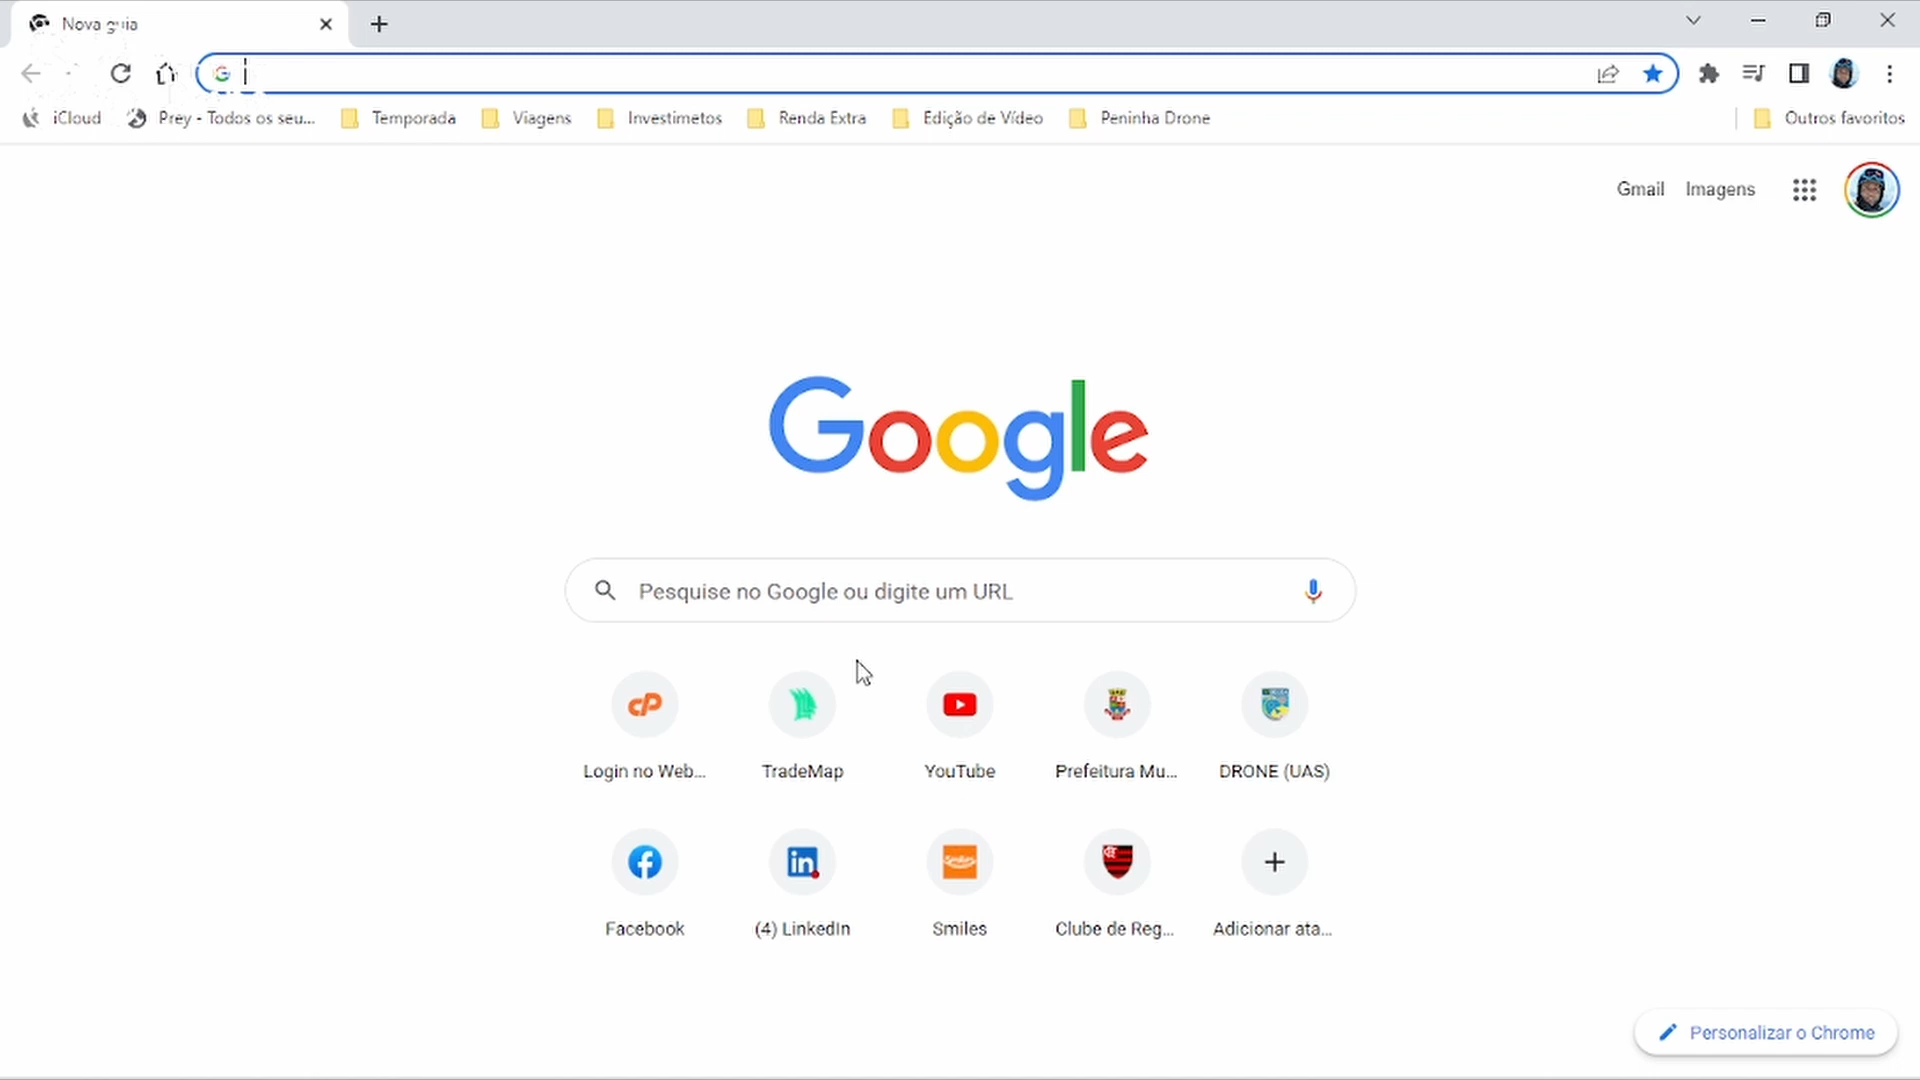 Nova guia
iCloud Prey - Todos os seu... Temporada Viagens Investimetos Renda Extra Edição de Vídeo Peninha Drone Outros favoritos
Gmail Imagens
Google
Pesquise no Google ou digite um URL
Login no Web... TradeMap YouTube Prefeitura Mu... DRONE (UAS)
Facebook (4) LinkedIn Smiles Clube de Reg... Adicionar ata...
Personalizar o Chrome